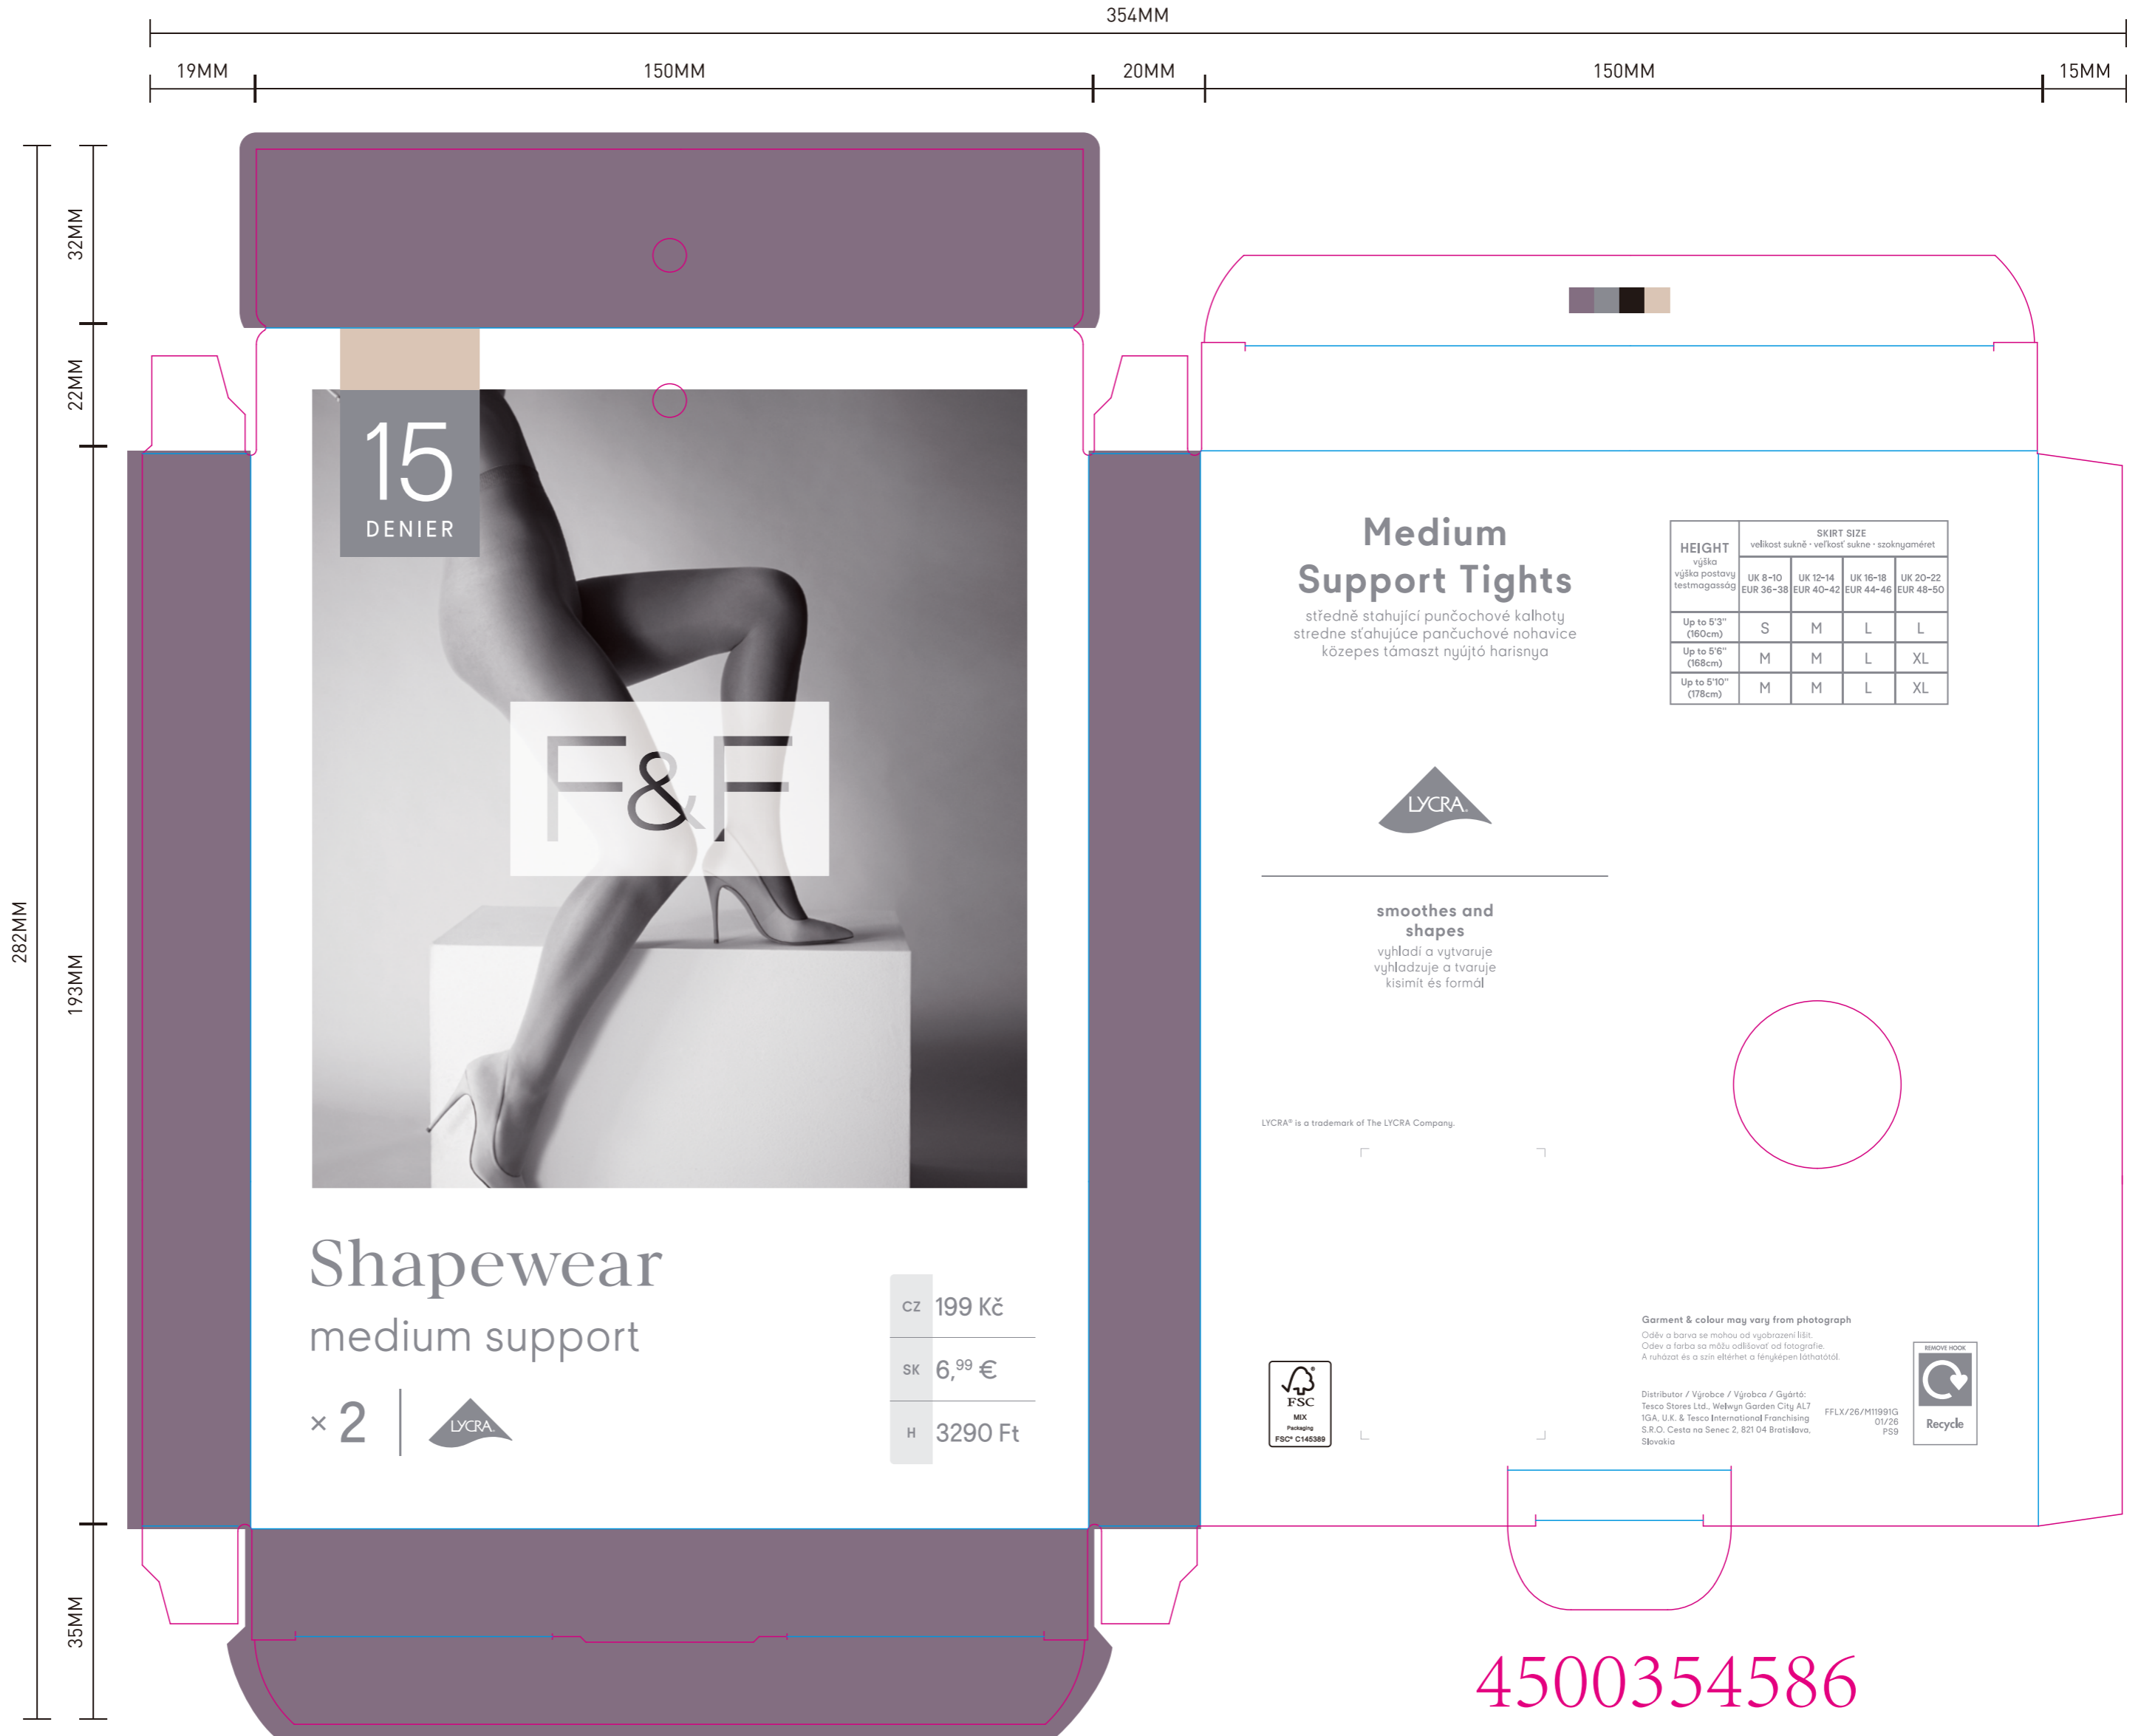 354MM
19MM
150MM
20MM
150MM
15MM
282MM
32MM
22MM
193MM
35MM
15
DENIER
F&F
Shapewear
medium support
× 2
LYCRA®
CZ 199 Kč
SK 6,99 €
H 3290 Ft
Medium
Support Tights
středně stahující punčochové kalhoty
stredne sťahujúce pančuchové nohavice
közepes támaszt nyújtó harisnya
HEIGHT
výška
výška postavy
testmagasság
SKIRT SIZE
velikost sukně · veľkosť sukne · szoknyaméret
UK 8-10 UK 12-14 UK 16-18 UK 20-22
EUR 36-38 EUR 40-42 EUR 44-46 EUR 48-50
Up to 5'3"
(160cm)
S M L L
Up to 5'6"
(168cm)
M M L XL
Up to 5'10"
(178cm)
M M L XL
LYCRA®
smoothes and
shapes
vyhladí a vytvaruje
vyhladzuje a tvaruje
kisimít és formál
LYCRA® is a trademark of The LYCRA Company.
FSC
MIX
Packaging
FSC® C145389
Garment & colour may vary from photograph
Oděv a barva se mohou od vyobrazení lišit.
Odev a farba sa môžu odlišovať od fotografie.
A ruházat és a szín eltérhet a fényképen láthatótól.
Distributor / Výrobce / Výrobca / Gyártó:
Tesco Stores Ltd., Welwyn Garden City AL7
1GA, U.K. & Tesco International Franchising
S.R.O. Cesta na Senec 2, 821 04 Bratislava,
Slovakia
FFLX/26/M11991G
01/26
PS9
REMOVE HOOK
Recycle
4500354586